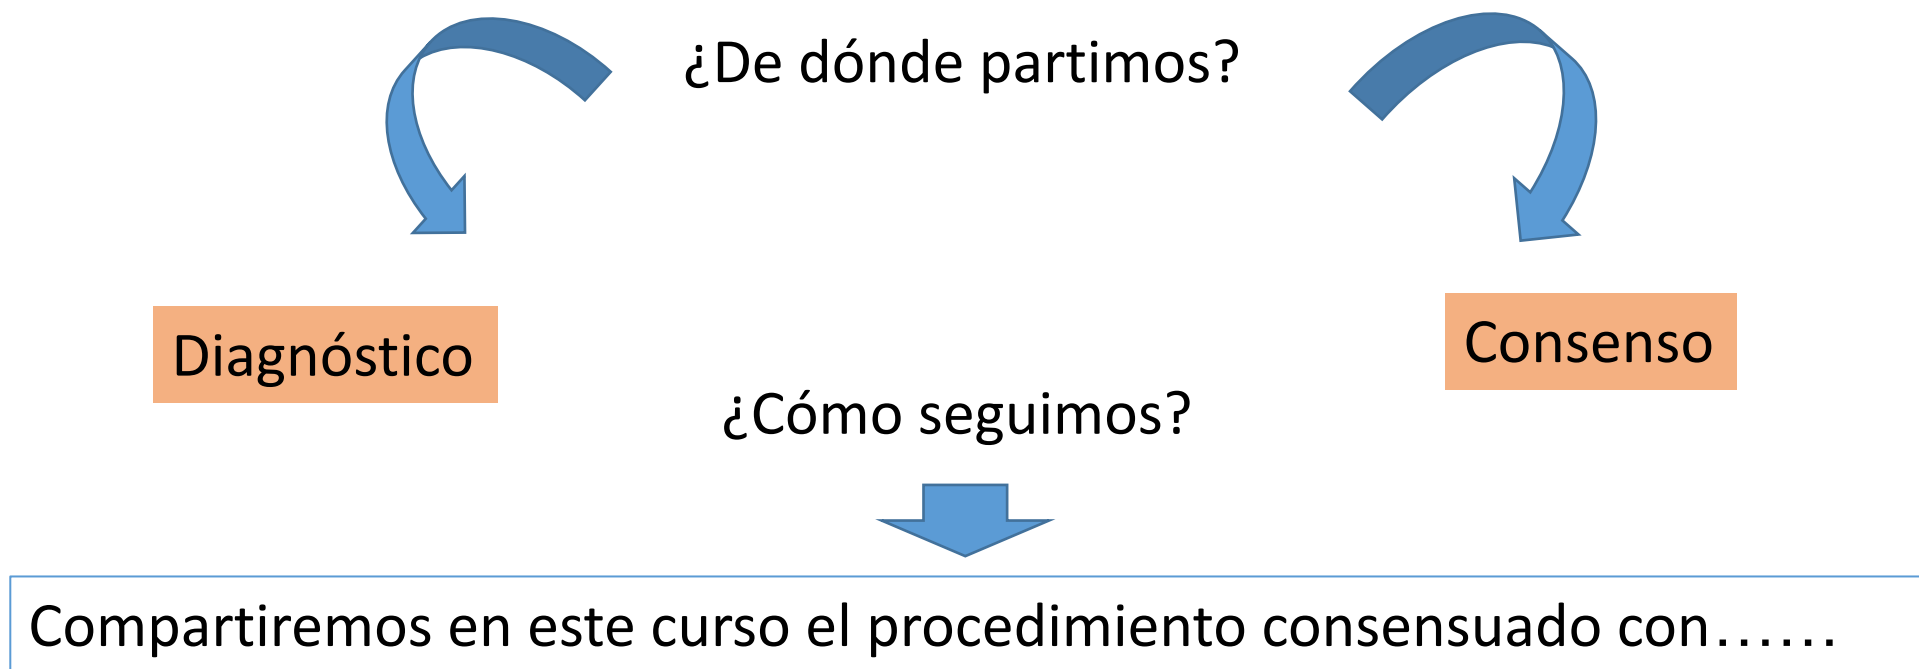 ¿De dónde partimos?
Diagnóstico
Consenso
¿Cómo seguimos?
Compartiremos en este curso el procedimiento consensuado con……